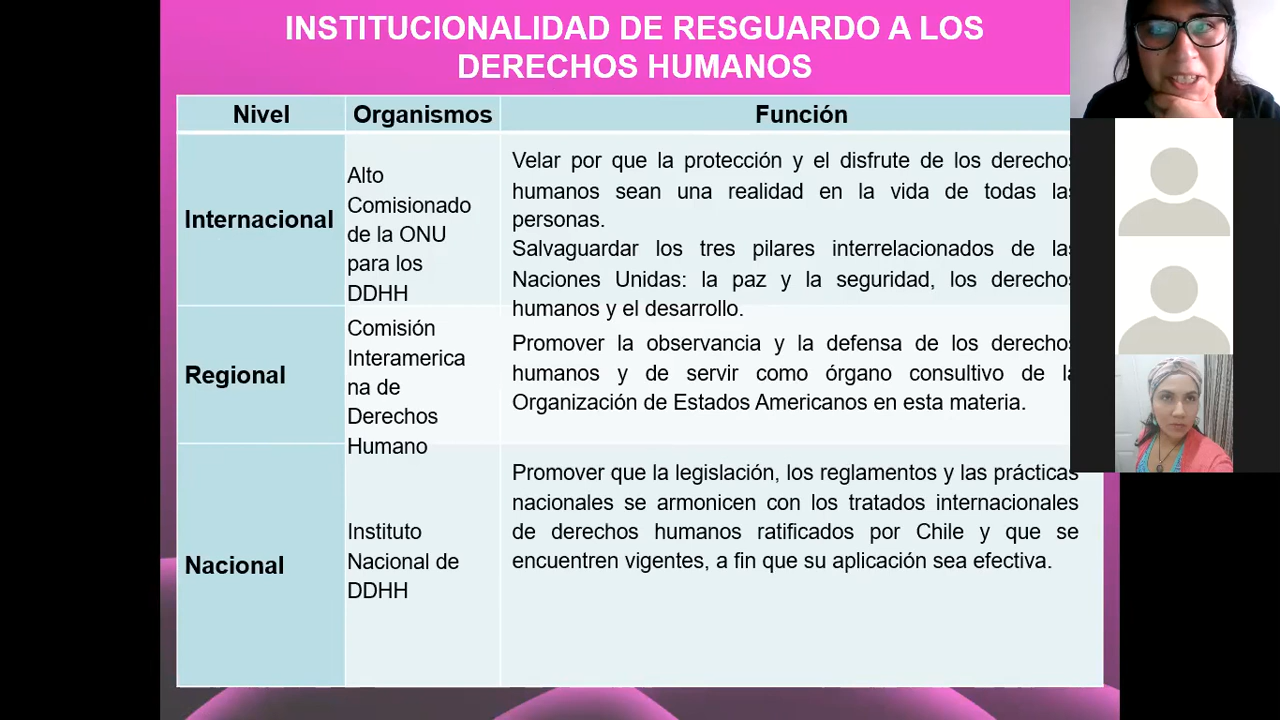 INSTITUCIONALIDAD DE RESGUARDO A LOS
DERECHOS HUMANOS
Nivel
Organismos
Función
Internacional
Alto
Comisionado
de la ONU
para los
DDHH
Velar por que la protección y el disfrute de los derechos
humanos sean una realidad en la vida de todas las
personas.
Salvaguardar los tres pilares interrelacionados de las
Naciones Unidas: la paz y la seguridad, los derechos
humanos y el desarrollo.
Regional
Comisión
Interamerica
na de
Derechos
Humano
Promover la observancia y la defensa de los derechos
humanos y de servir como órgano consultivo de la
Organización de Estados Americanos en esta materia.
Nacional
Instituto
Nacional de
DDHH
Promover que la legislación, los reglamentos y las prácticas
nacionales se armonicen con los tratados internacionales
de derechos humanos ratificados por Chile y que se
encuentren vigentes, a fin que su aplicación sea efectiva.